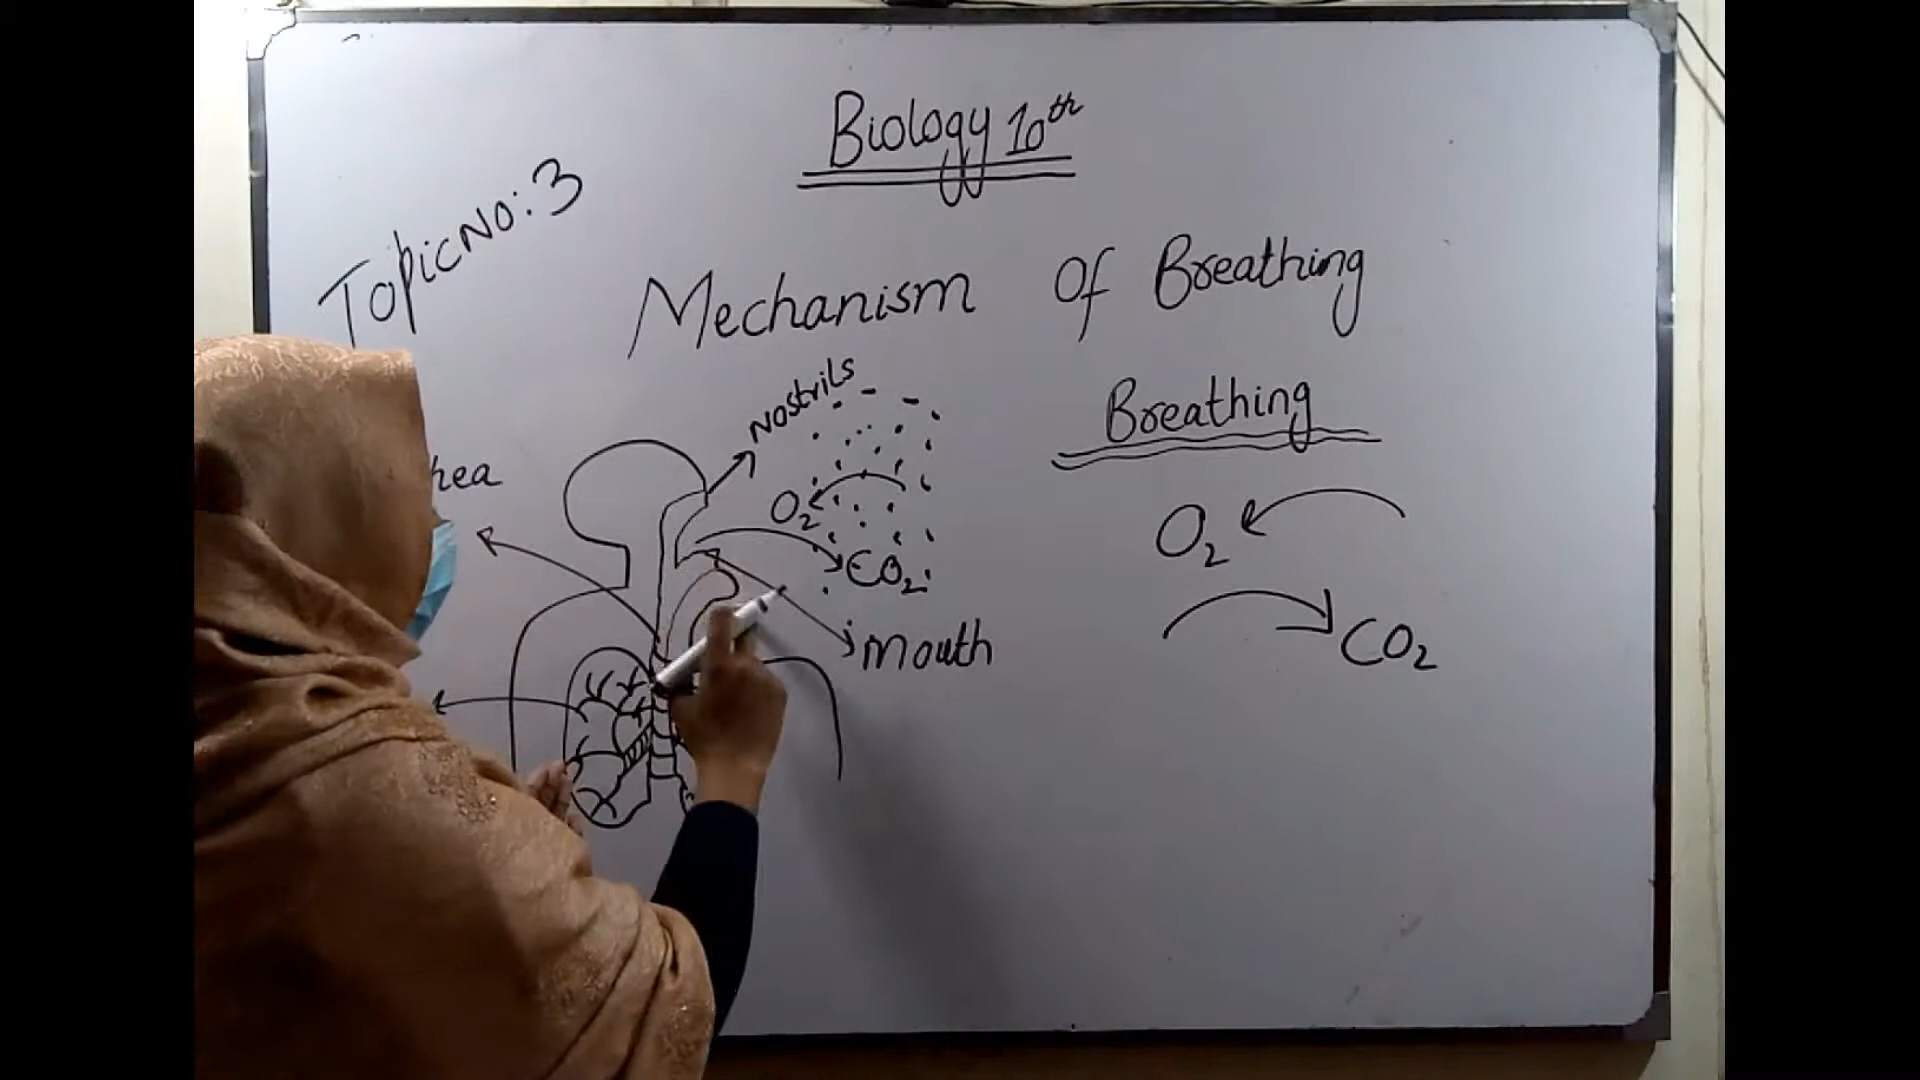 Biology 10th
Topic No: 3
Mechanism Of Breathing
Nostrils
Breathing
hea
O2
O2
CO2
CO2
Mouth